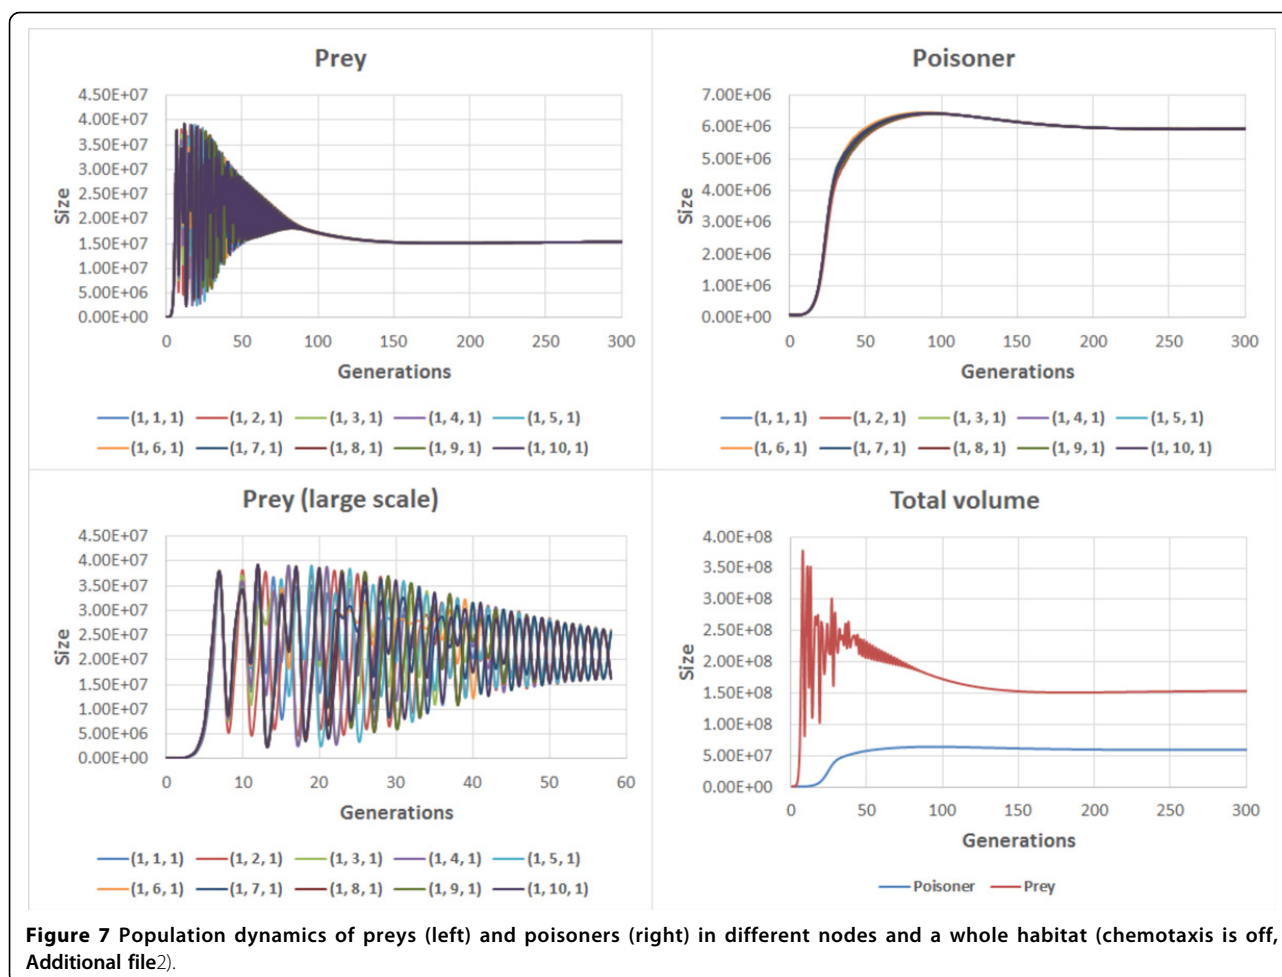 Prey
4.50E+07
4.00E+07
3.50E+07
3.00E+07
2.50E+07
2.00E+07
1.50E+07
1.00E+07
5.00E+06
0.00E+00
Size
0 50 100 150 200 250 300
Generations
(1, 1, 1) (1, 2, 1) (1, 3, 1) (1, 4, 1) (1, 5, 1)
(1, 6, 1) (1, 7, 1) (1, 8, 1) (1, 9, 1) (1, 10, 1)
Poisoner
7.00E+06
6.00E+06
5.00E+06
4.00E+06
3.00E+06
2.00E+06
1.00E+06
0.00E+00
Size
0 50 100 150 200 250 300
Generations
(1, 1, 1) (1, 2, 1) (1, 3, 1) (1, 4, 1) (1, 5, 1)
(1, 6, 1) (1, 7, 1) (1, 8, 1) (1, 9, 1) (1, 10, 1)
Prey (large scale)
4.50E+07
4.00E+07
3.50E+07
3.00E+07
2.50E+07
2.00E+07
1.50E+07
1.00E+07
5.00E+06
0.00E+00
Size
0 10 20 30 40 50 60
Generations
(1, 1, 1) (1, 2, 1) (1, 3, 1) (1, 4, 1) (1, 5, 1)
(1, 6, 1) (1, 7, 1) (1, 8, 1) (1, 9, 1) (1, 10, 1)
Total volume
4.00E+08
3.50E+08
3.00E+08
2.50E+08
2.00E+08
1.50E+08
1.00E+08
5.00E+07
0.00E+00
Size
0 50 100 150 200 250 300
Generations
Poisoner Prey
Figure 7 Population dynamics of preys (left) and poisoners (right) in different nodes and a whole habitat (chemotaxis is off,
Additional file2).